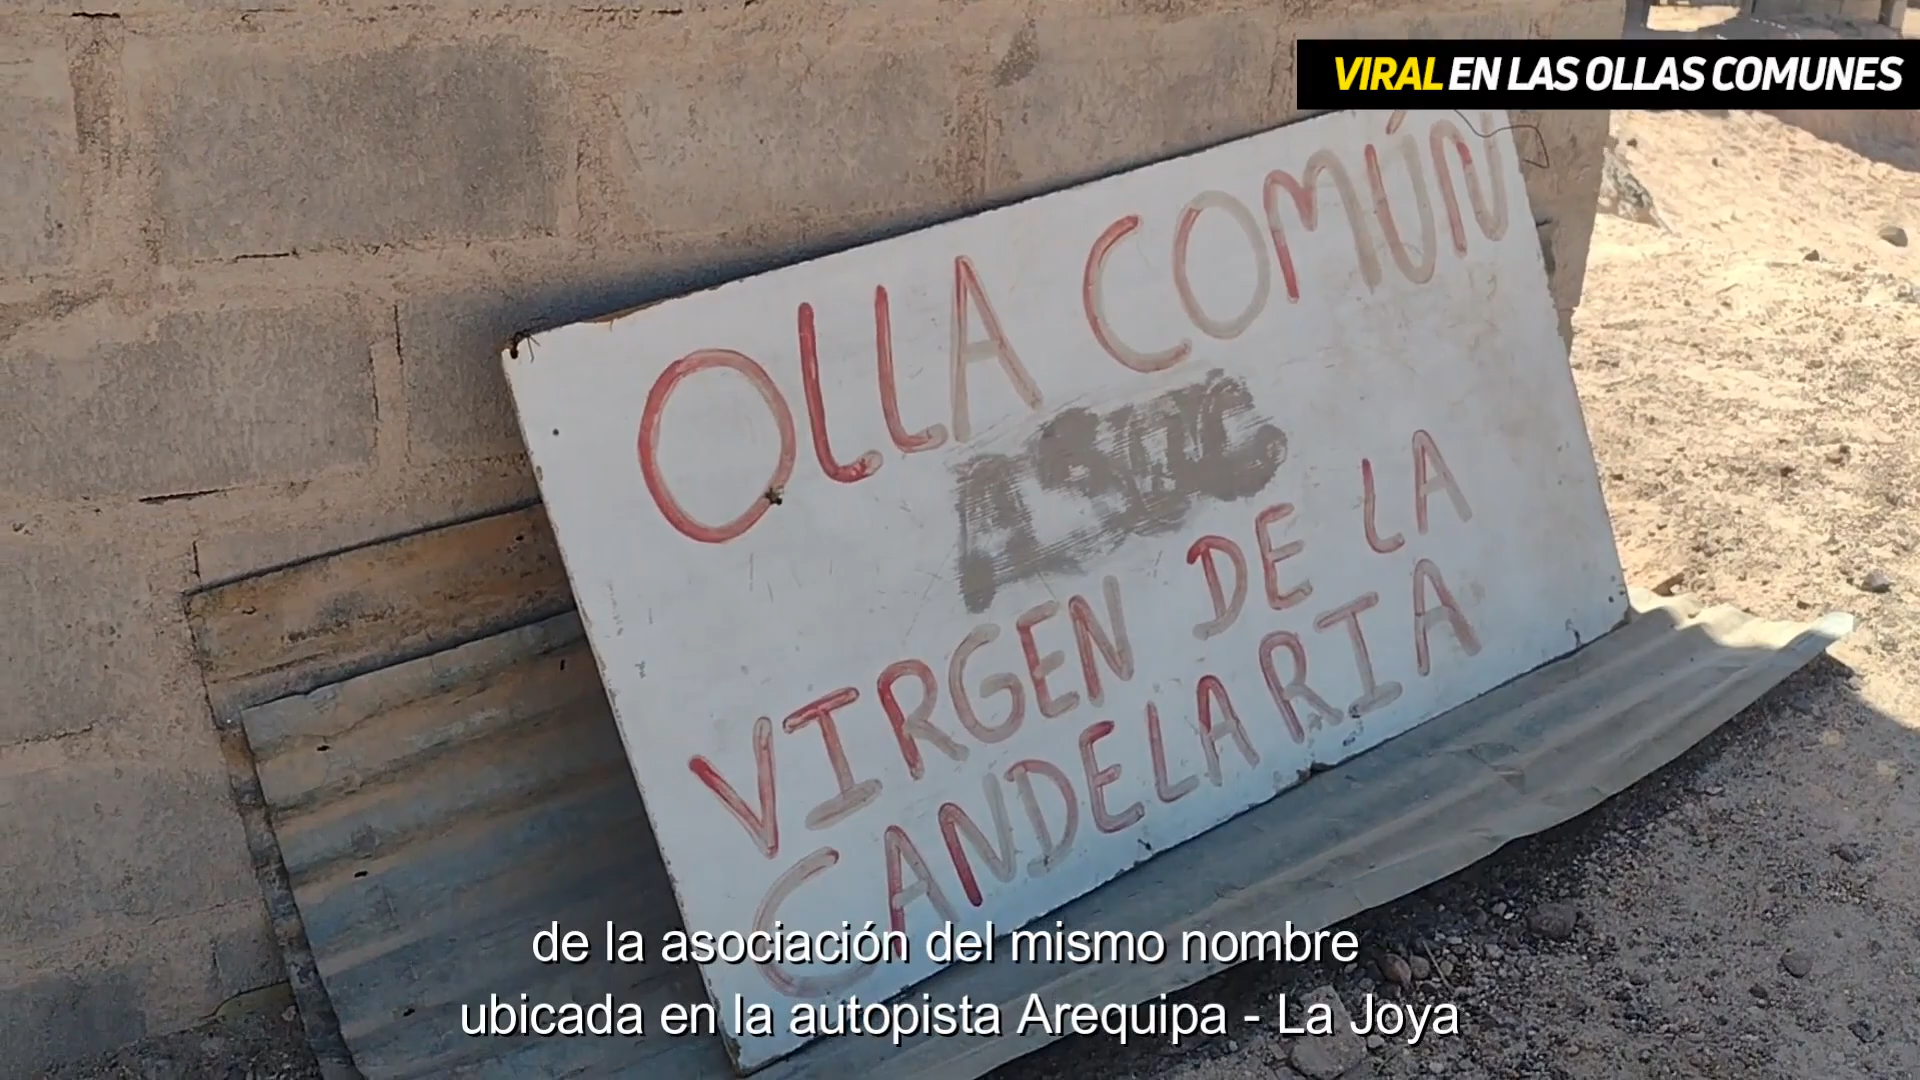 VIRAL EN LAS OLLAS COMUNES
OLLA COMÚN
VIRGEN DE LA
CANDELARIA
de la asociación del mismo nombre
ubicada en la autopista Arequipa - La Joya